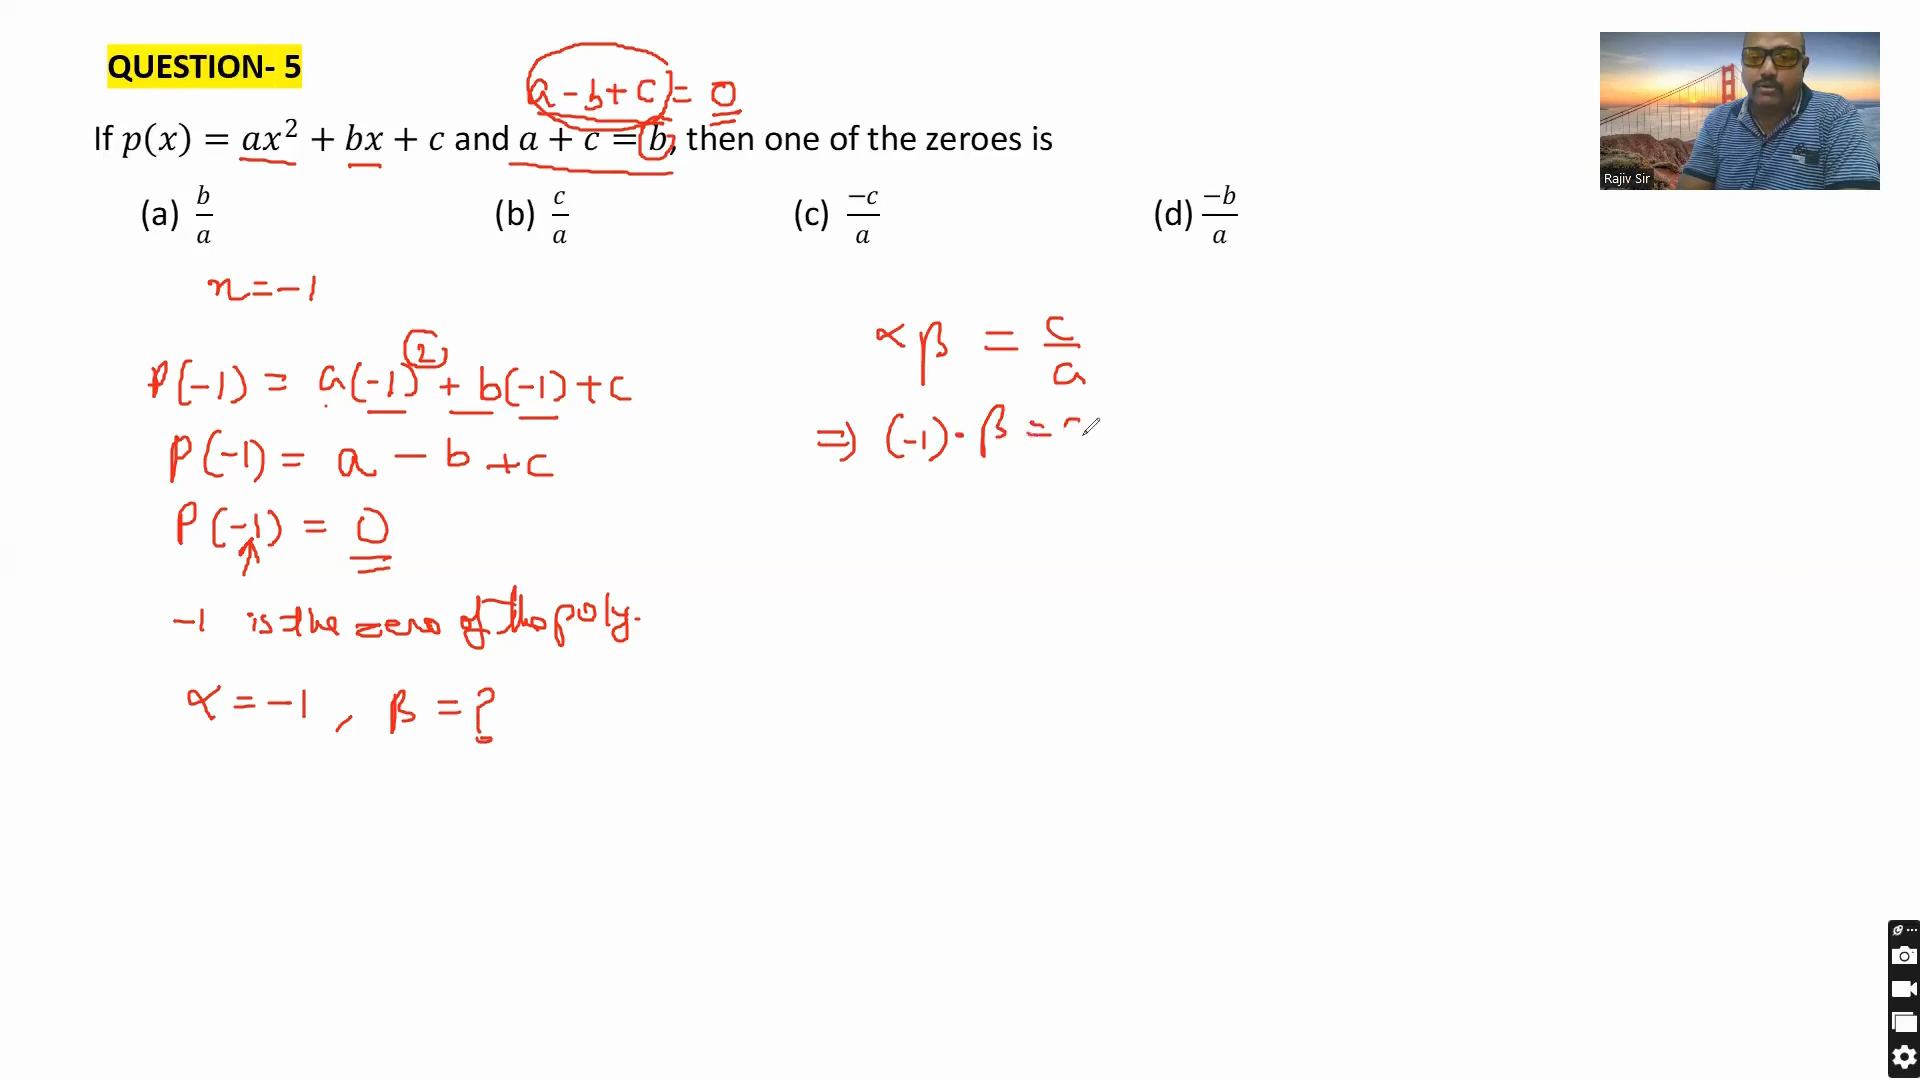 QUESTION- 5
a - b + c = 0
If p(x) = ax² + bx + c and a + c = b, then one of the zeroes is
(a) b/a (b) c/a (c) −c/a (d) −b/a
x = -1
P(-1) = a(-1)² + b(-1) + c
P(-1) = a - b + c
P(-1) = 0
-1 is the zero of the poly.
α = -1 , β = ?
αβ = c/a
⇒ (-1) · β =
Rajiv Sir